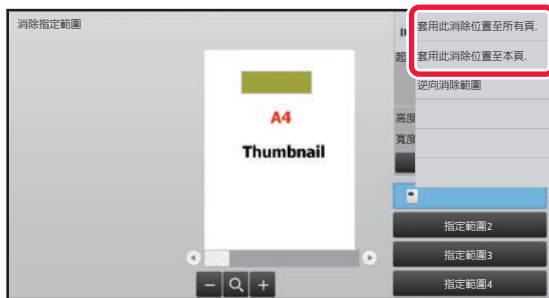 消除指定範圍
套用此消除位置至所有頁.
起
套用此消除位置至本頁.
逆向消除範圍
A4
高度
Thumbnail
寬度
指定範圍2
指定範圍3
指定範圍4